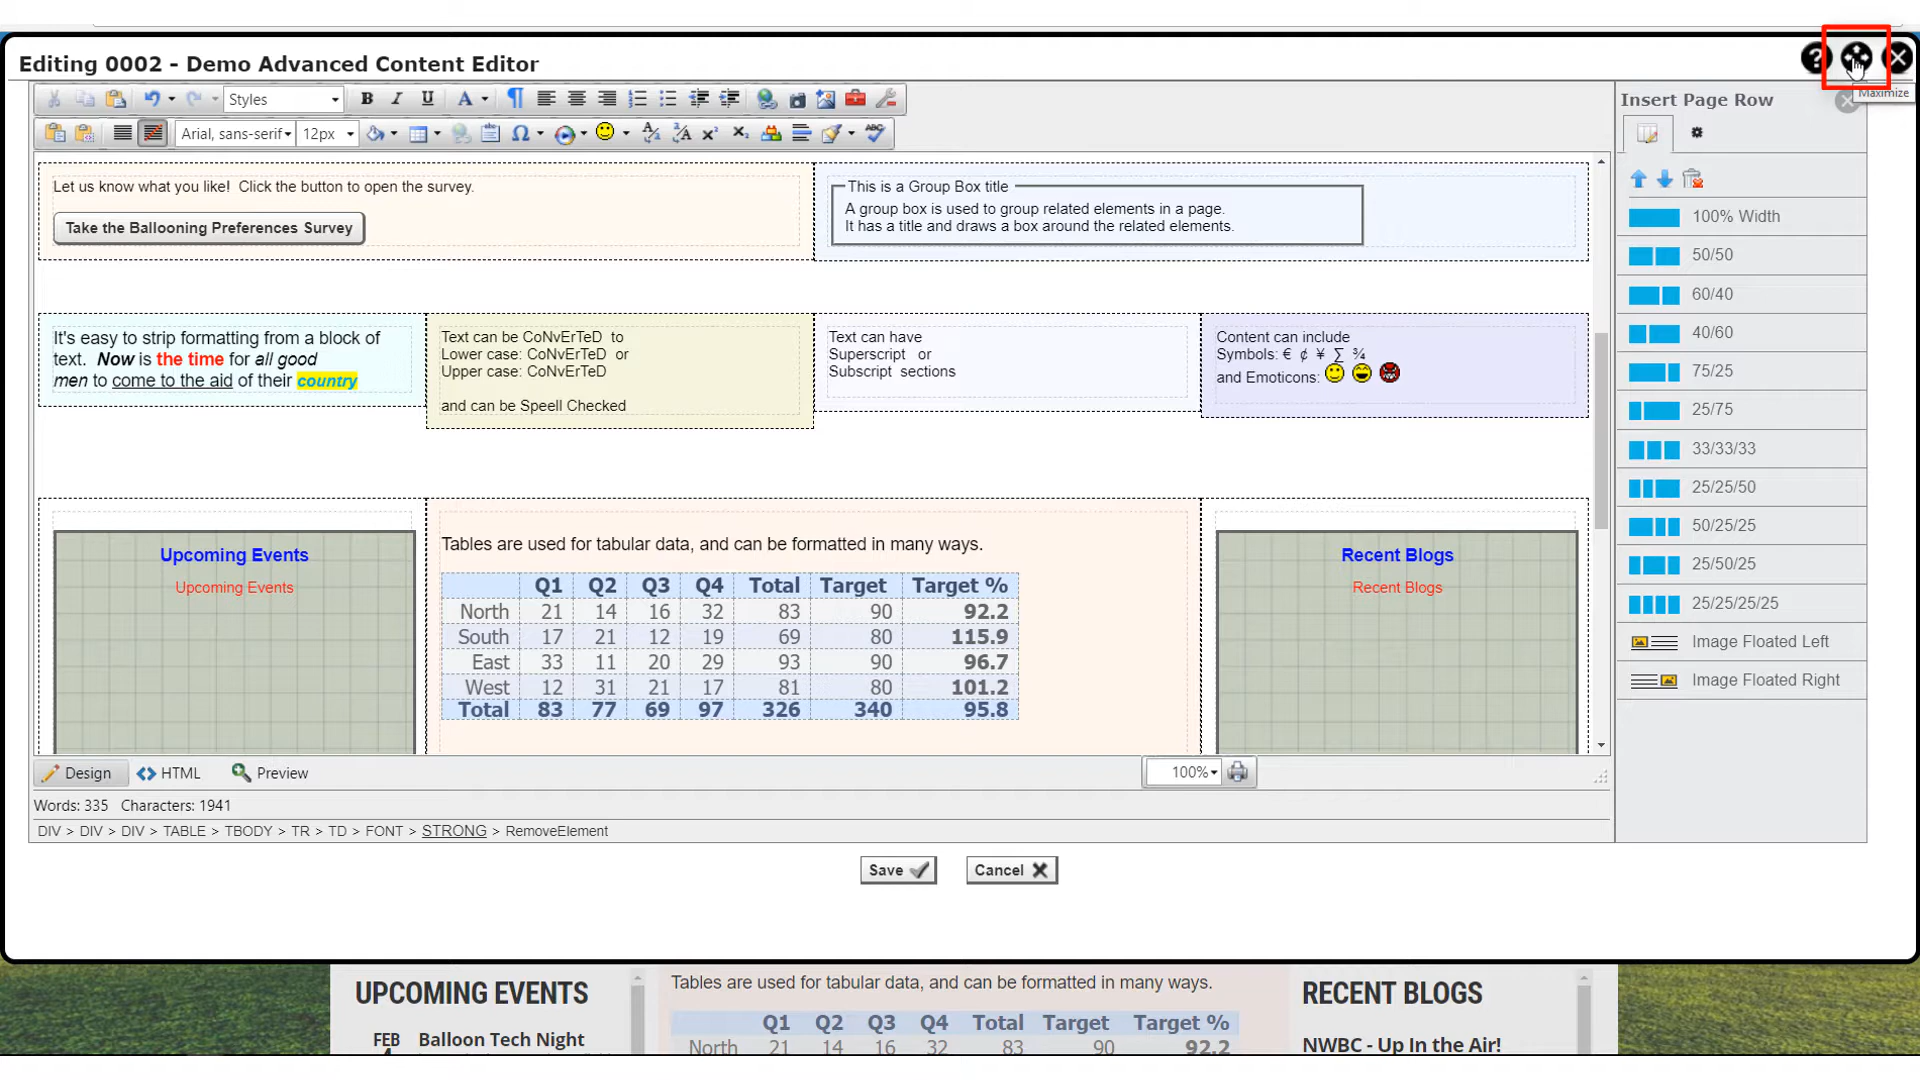 Editing 0002 - Demo Advanced Content Editor
?
Maximize
Styles
B I U A
Insert Page Row
Arial, sans-serif 12px Ω ABC
Let us know what you like! Click the button to open the survey.
Take the Ballooning Preferences Survey
This is a Group Box title
A group box is used to group related elements in a page.
It has a title and draws a box around the related elements.
It's easy to strip formatting from a block of
text. Now is the time for all good
men to come to the aid of their country
Text can be CoNvErTeD to
Lower case: CoNvErTeD or
Upper case: CoNvErTeD
and can be Speell Checked
Text can have
Superscript or
Subscript sections
Content can include
Symbols: € ¢ ¥ ∑ ¾
and Emoticons:
Upcoming Events
Upcoming Events
Tables are used for tabular data, and can be formatted in many ways.
Q1 Q2 Q3 Q4 Total Target Target %
North 21 14 16 32 83 90 92.2
South 17 21 12 19 69 80 115.9
East 33 11 20 29 93 90 96.7
West 12 31 21 17 81 80 101.2
Total 83 77 69 97 326 340 95.8
Recent Blogs
Recent Blogs
100% Width
50/50
60/40
40/60
75/25
25/75
33/33/33
25/25/50
50/25/25
25/50/25
25/25/25/25
Image Floated Left
Image Floated Right
Design HTML Preview
100%
Words: 335 Characters: 1941
DIV > DIV > DIV > TABLE > TBODY > TR > TD > FONT > STRONG > RemoveElement
Save
Cancel
UPCOMING EVENTS
FEB
4
Balloon Tech Night
Tables are used for tabular data, and can be formatted in many ways.
Q1 Q2 Q3 Q4 Total Target Target %
North 21 14 16 32 83 90 92.2
RECENT BLOGS
NWBC - Up In the Air!